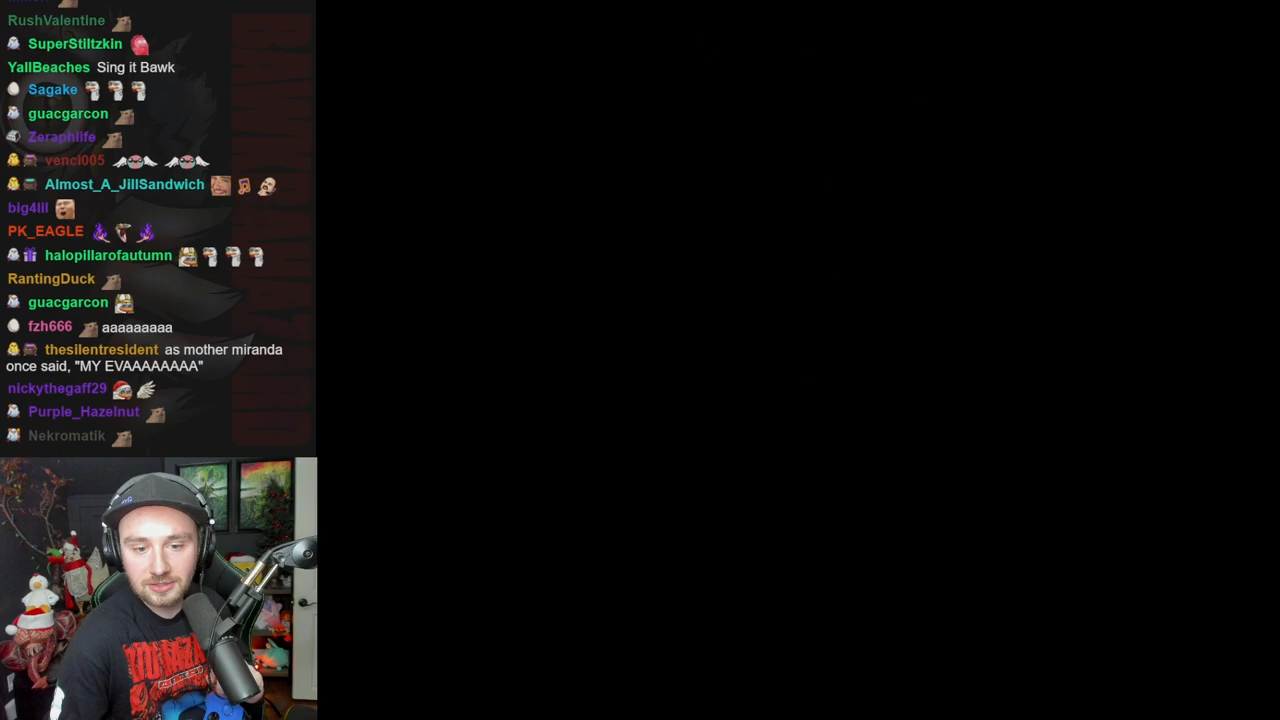 RushValentine
SuperStiltzkin
YallBeaches Sing it Bawk
Sagake
guacgarcon
Zeraphlife
venci005
Almost_A_JillSandwich
big4lil
PK_EAGLE
halopillarofautumn
RantingDuck
guacgarcon
fzh666 aaaaaaaaa
thesilentresident as mother miranda
once said, "MY EVAAAAAAAA"
nickythegaff29
Purple_Hazelnut
Nekromatik